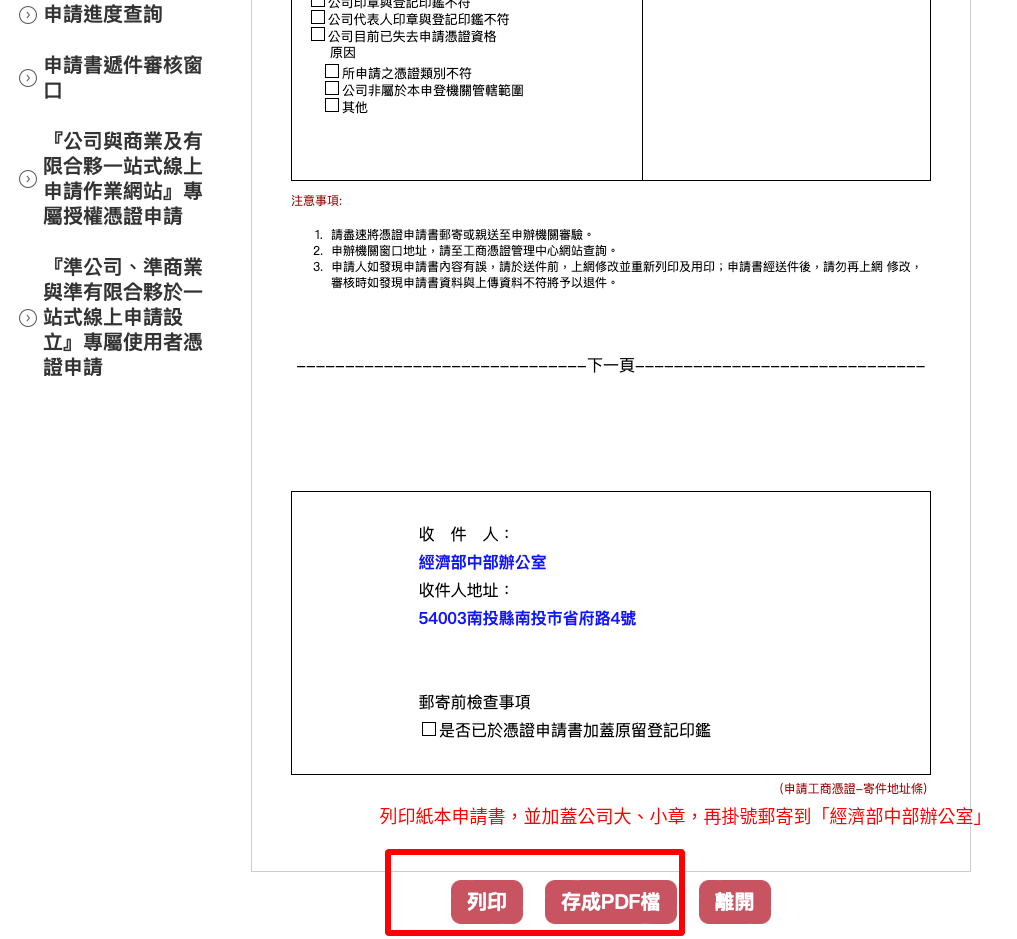 申請進度查詢
申請書遞件審核窗
口
『公司與商業及有
限合夥一站式線上
申請作業網站』專
屬授權憑證申請
『準公司、準商業
與準有限合夥於一
站式線上申請設
立』專屬使用者憑
證申請
公司印章與登記印鑑不符
公司代表人印章與登記印鑑不符
公司目前已失去申請憑證資格
原因
所申請之憑證類別不符
公司非屬於本申登機關管轄範圍
其他
注意事項:
1. 請盡速將憑證申請書郵寄或親送至申辦機關審驗。
2. 申辦機關窗口地址，請至工商憑證管理中心網站查詢。
3. 申請人如發現申請書內容有誤，請於送件前，上網修改並重新列印及用印；申請書經送件後，請勿再上網 修改，
審核時如發現申請書資料與上傳資料不符將予以退件。
------------------------------下一頁------------------------------
收 件 人：
經濟部中部辦公室
收件人地址：
54003南投縣南投市省府路4號
郵寄前檢查事項
是否已於憑證申請書加蓋原留登記印鑑
(申請工商憑證-寄件地址條)
列印紙本申請書，並加蓋公司大、小章，再掛號郵寄到「經濟部中部辦公室」
列印 存成PDF檔 離開